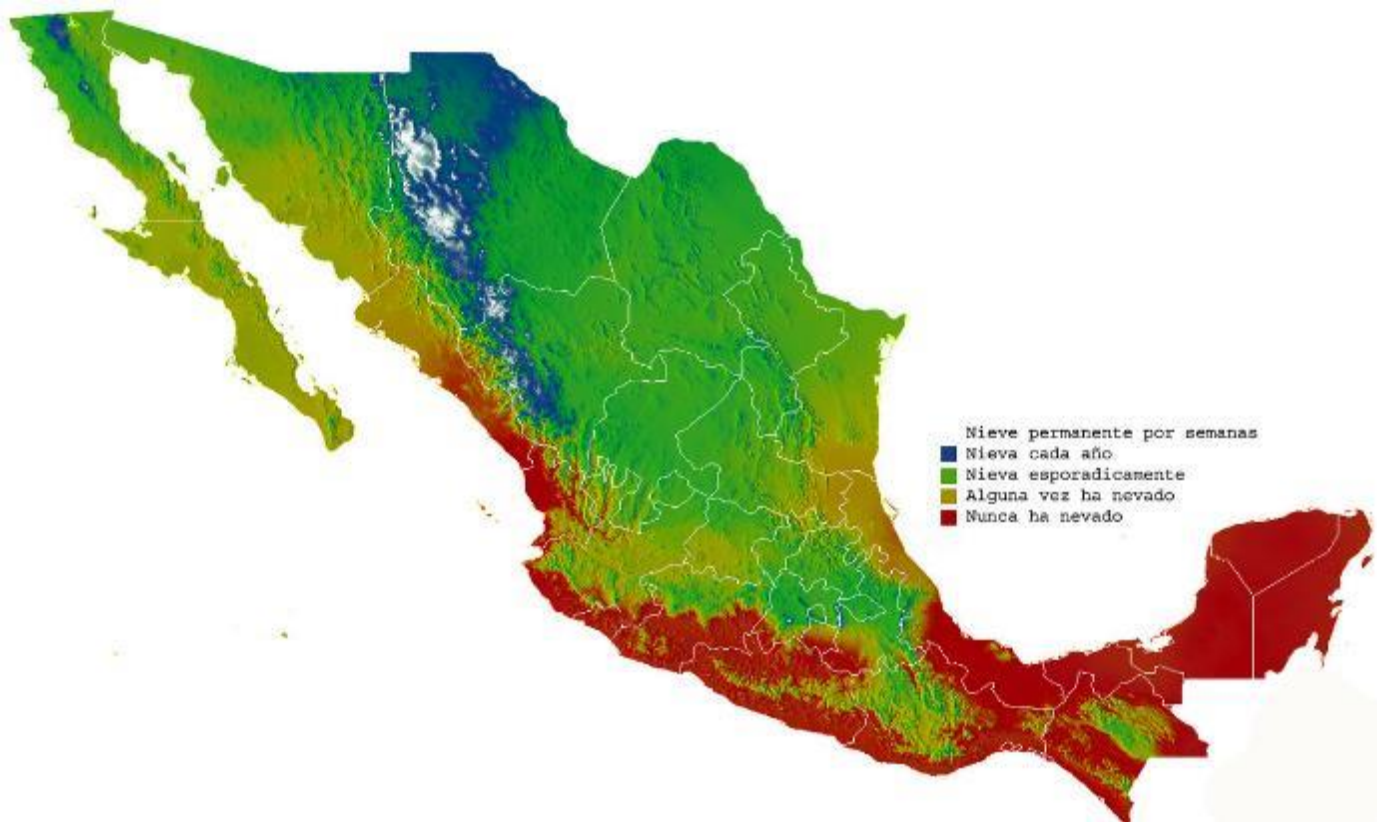 Nieve permanente por semanas
Nieva cada año
Nieva esporadicamente
Alguna vez ha nevado
Nunca ha nevado